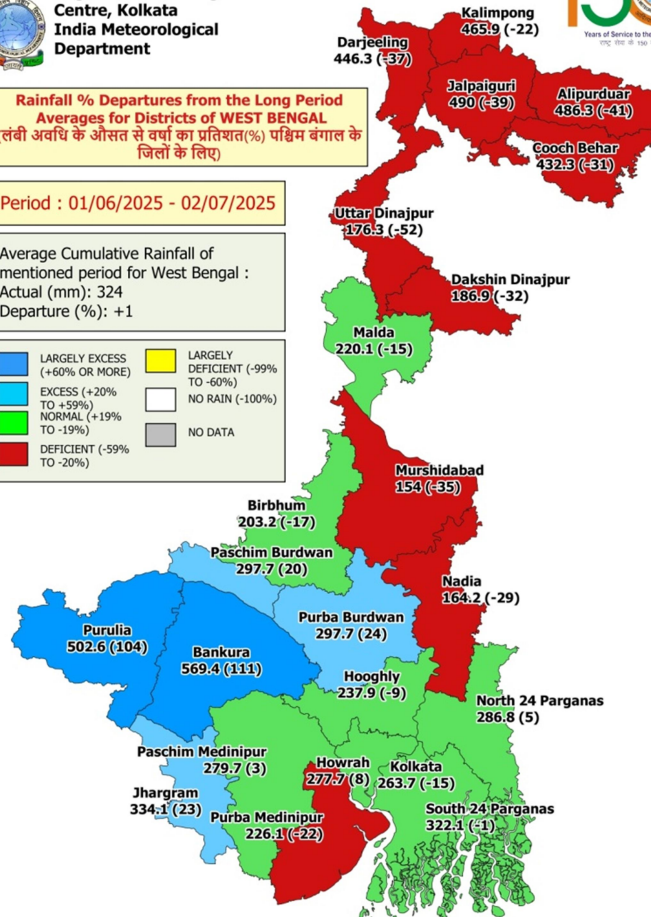 Centre, Kolkata
India Meteorological
Department
Years of Service to the
राष्ट्र सेवा के 150
Rainfall % Departures from the Long Period
Averages for Districts of WEST BENGAL
लंबी अवधि के औसत से वर्षा का प्रतिशत(%) पश्चिम बंगाल के
जिलों के लिए)
Period : 01/06/2025 - 02/07/2025
Average Cumulative Rainfall of
mentioned period for West Bengal :
Actual (mm): 324
Departure (%): +1
LARGELY EXCESS
(+60% OR MORE)
EXCESS (+20%
TO +59%)
NORMAL (+19%
TO -19%)
DEFICIENT (-59%
TO -20%)
LARGELY
DEFICIENT (-99%
TO -60%)
NO RAIN (-100%)
NO DATA
Kalimpong
465.9 (-22)
Darjeeling
446.3 (-37)
Jalpaiguri
490 (-39)
Alipurduar
486.3 (-41)
Cooch Behar
432.3 (-31)
Uttar Dinajpur
176.3 (-52)
Dakshin Dinajpur
186.9 (-32)
Malda
220.1 (-15)
Murshidabad
154 (-35)
Birbhum
203.2 (-17)
Paschim Burdwan
297.7 (20)
Nadia
164.2 (-29)
Purba Burdwan
297.7 (24)
Purulia
502.6 (104)
Bankura
569.4 (111)
Hooghly
237.9 (-9)
North 24 Parganas
286.8 (5)
Paschim Medinipur
279.7 (3)
Howrah
277.7 (8)
Kolkata
263.7 (-15)
Jhargram
334.1 (23)
Purba Medinipur
226.1 (-22)
South 24 Parganas
322.1 (-1)